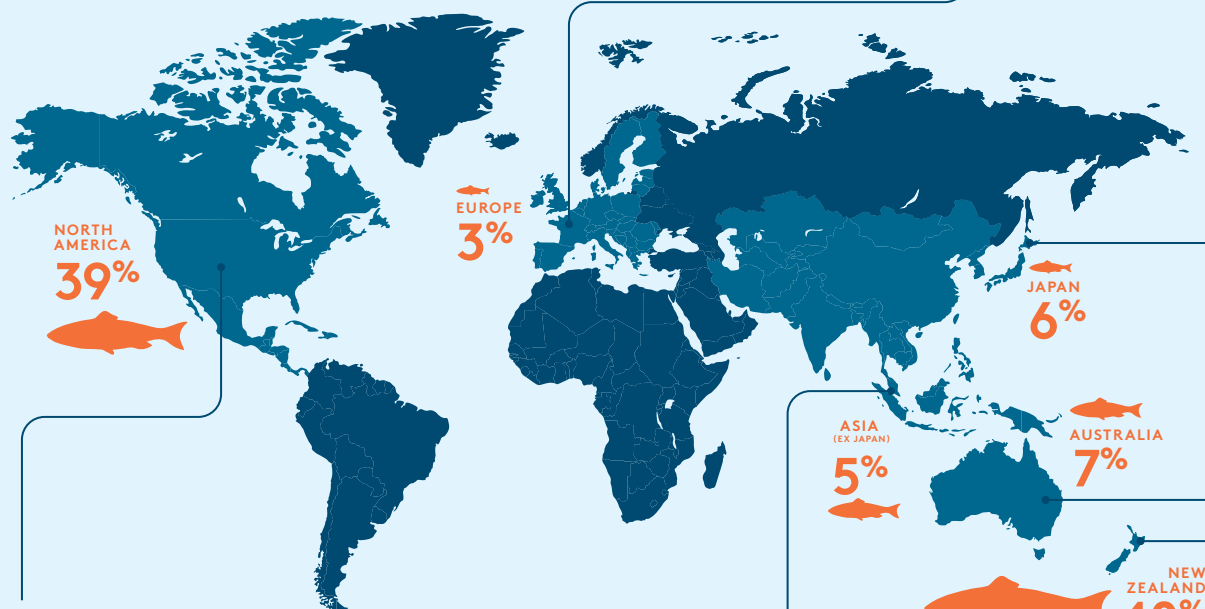 NORTH
AMERICA
39%
EUROPE
3%
JAPAN
6%
ASIA
(EX JAPAN)
5%
AUSTRALIA
7%
NEW
ZEALAND